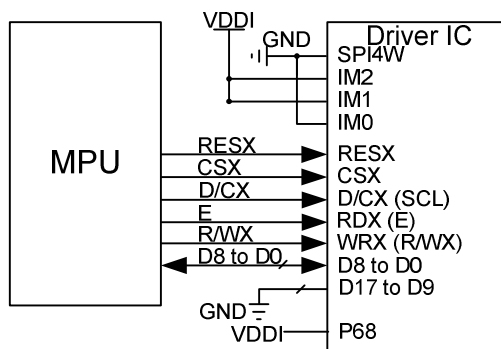 VDDI
GND
Driver IC
SPI4W
IM2
IM1
IM0
MPU
RESX
RESX
CSX
CSX
D/CX
D/CX (SCL)
E
RDX (E)
R/WX
WRX (R/WX)
D8 to D0
D8 to D0
D17 to D9
GND
VDDI
P68